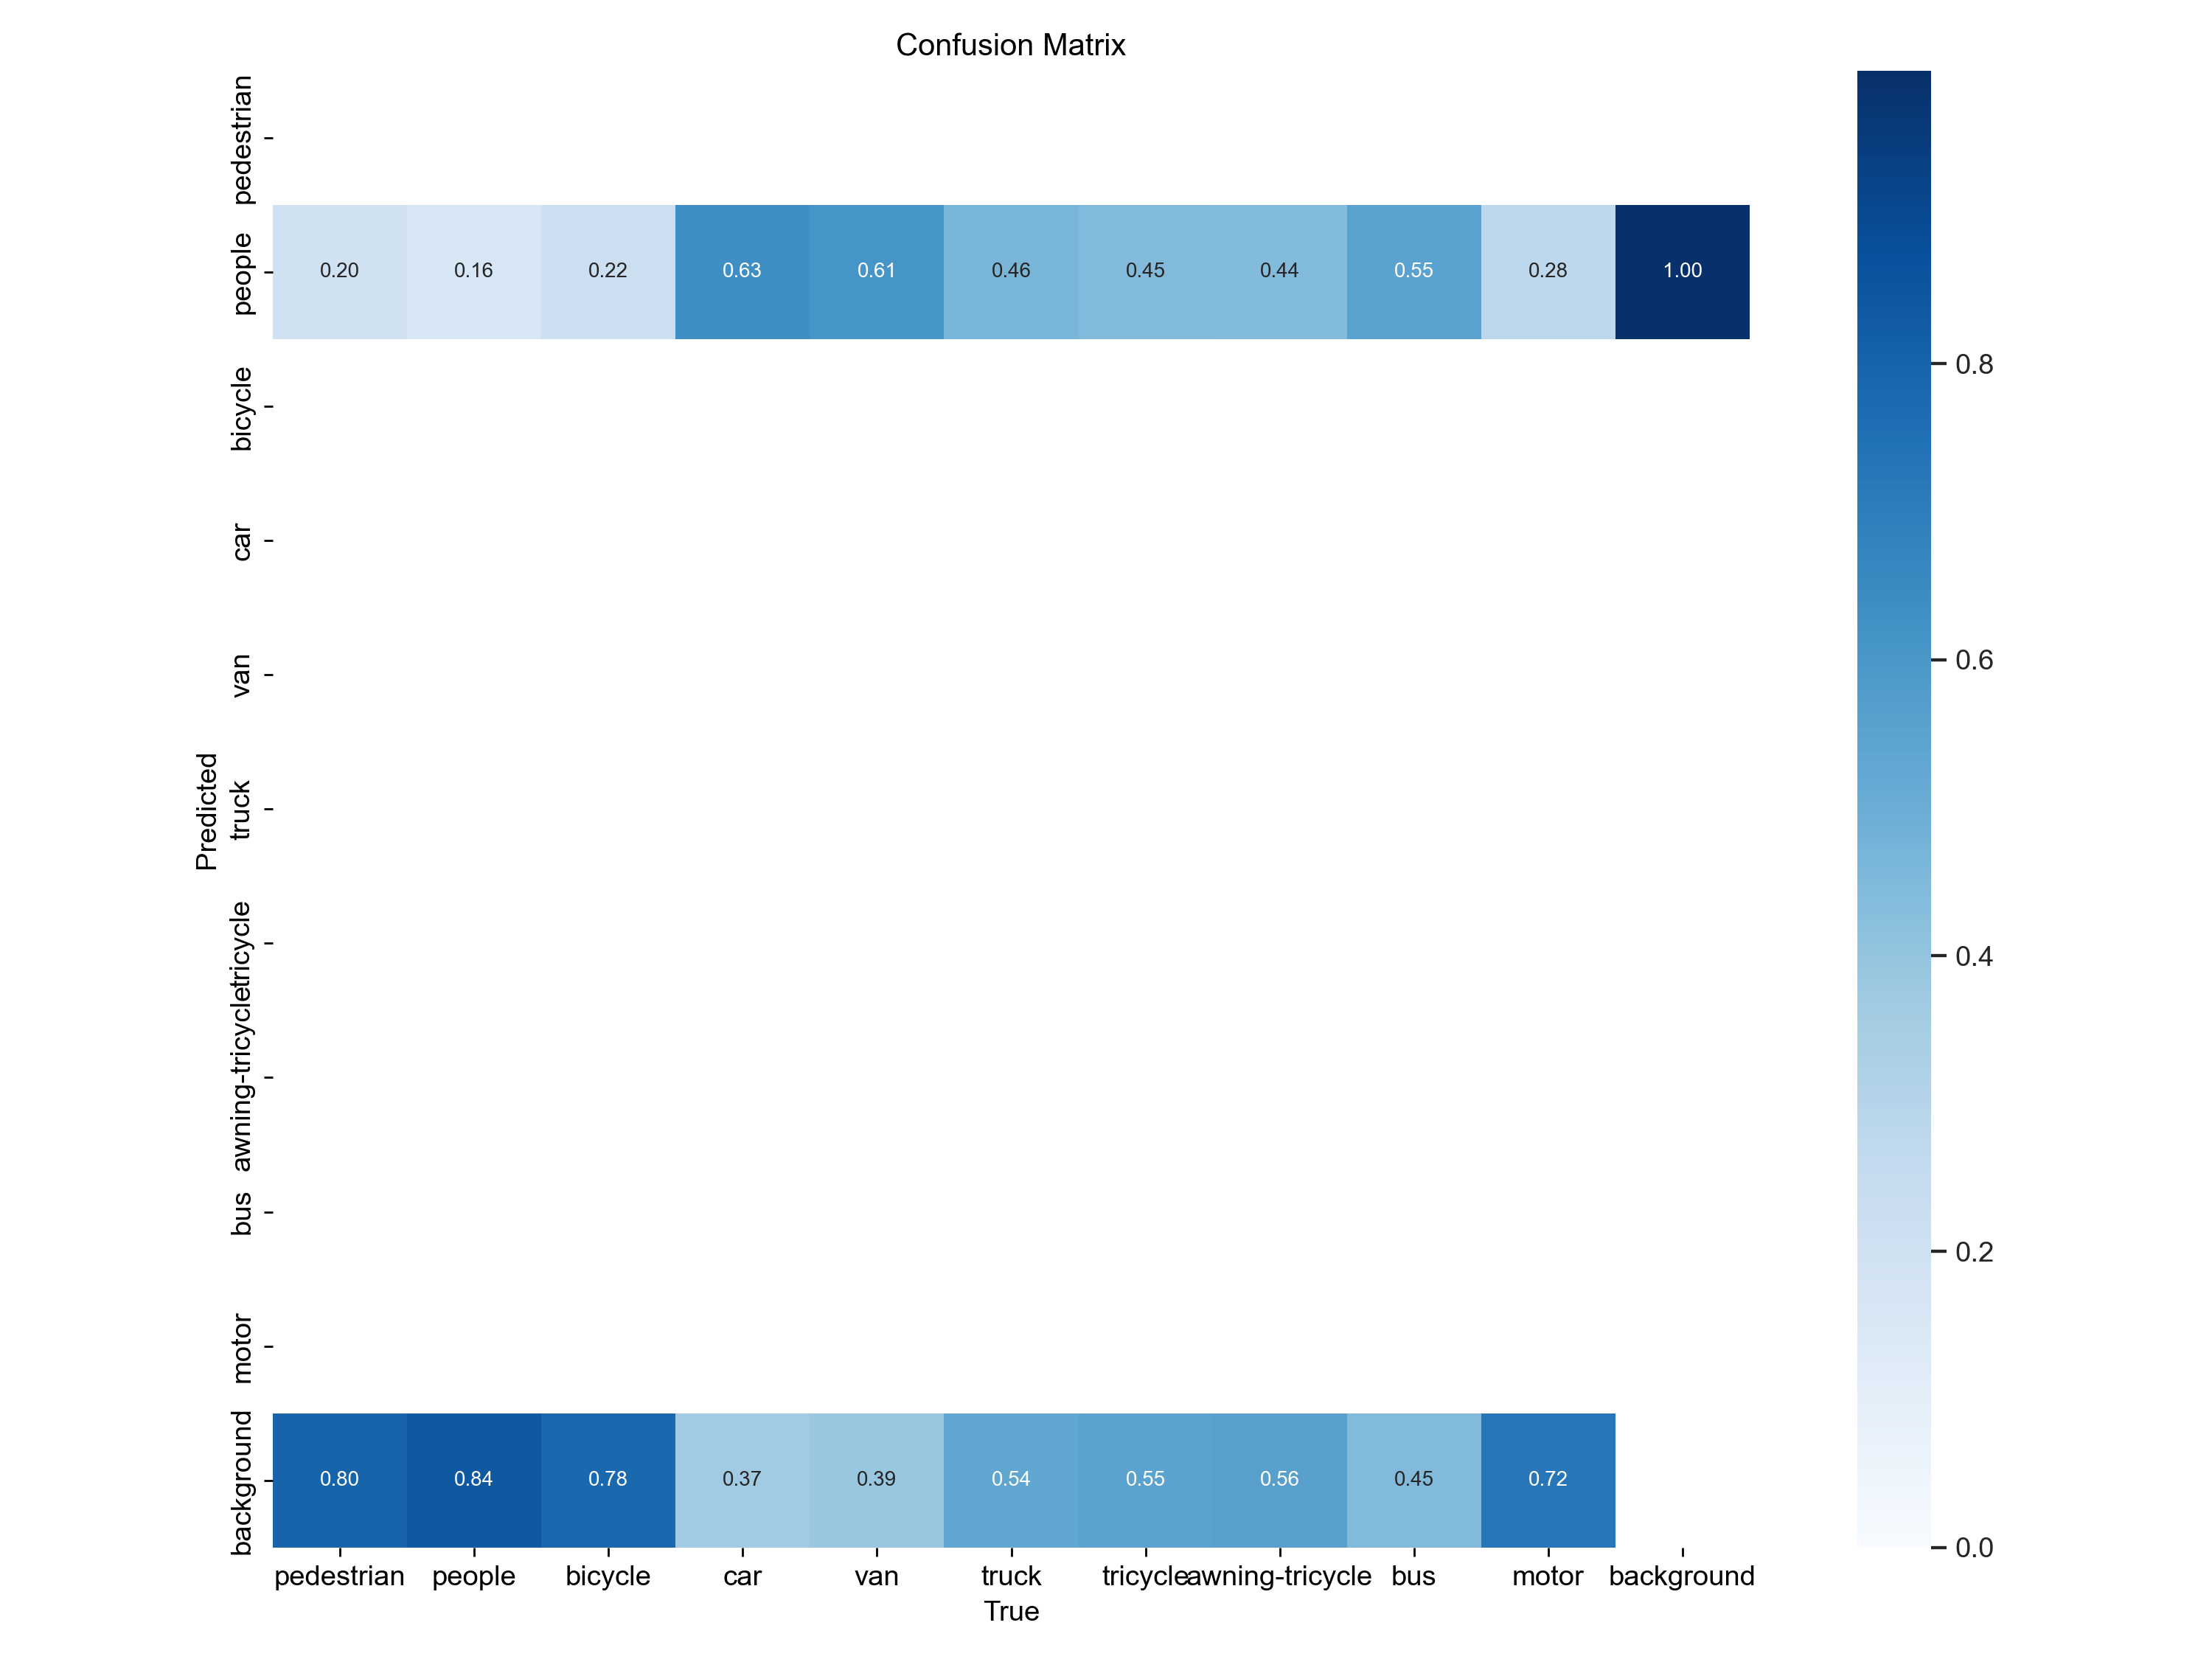 Confusion Matrix
pedestrian
people
0.20 0.16 0.22 0.63 0.61 0.46 0.45 0.44 0.55 0.28 1.00
bicycle
car
van
truck
tricycle
awning-tricycle
bus
motor
background
0.80 0.84 0.78 0.37 0.39 0.54 0.55 0.56 0.45 0.72
Predicted
pedestrian people bicycle car van truck tricycle awning-tricycle bus motor background
True
0.8
0.6
0.4
0.2
0.0